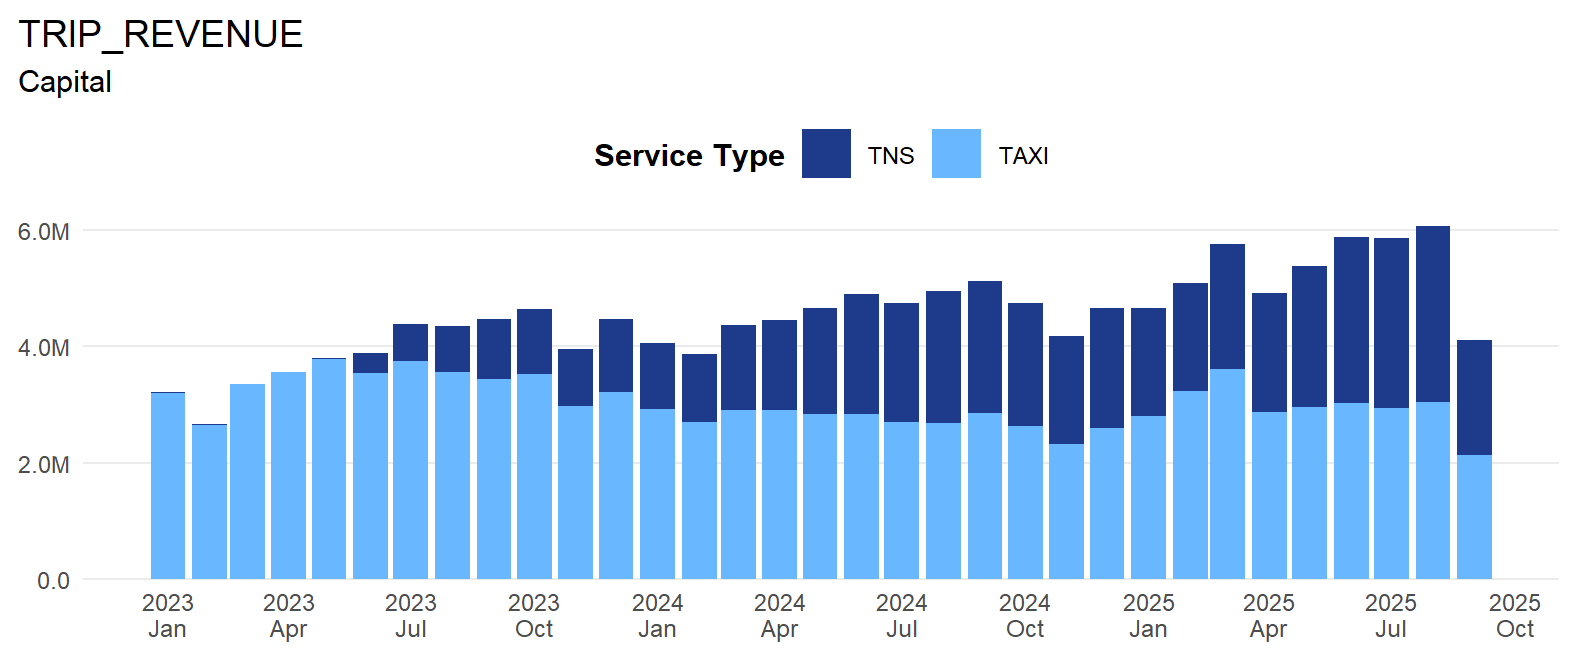 TRIP_REVENUE
Capital
Service Type TNS TAXI
6.0M
4.0M
2.0M
0.0
2023 2023 2023 2023 2024 2024 2024 2024 2025 2025 2025 2025
Jan Apr Jul Oct Jan Apr Jul Oct Jan Apr Jul Oct